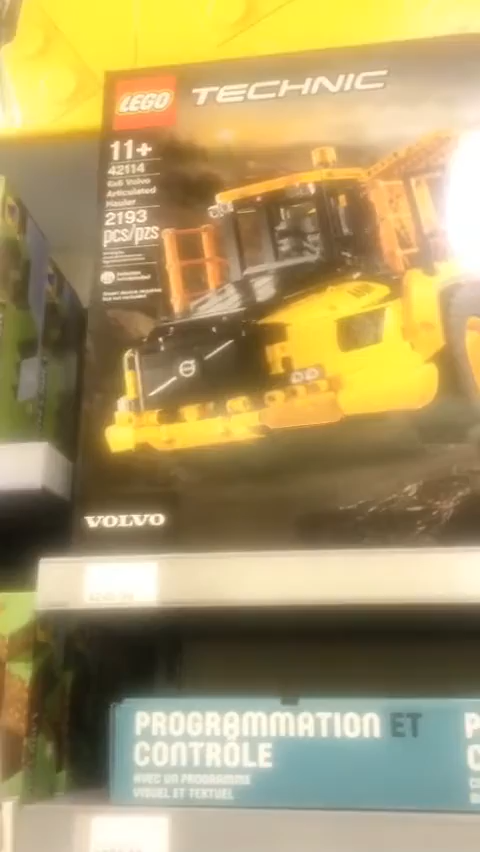 LEGO
TECHNIC
11+
42114
6x6 Volvo
Articulated
Hauler
2193
pcs/pzs
VOLVO
PROGRAMMATION ET
CONTRÔLE
AVEC UN PROGRAMME
VISUEL ET TEXTUEL
P
C